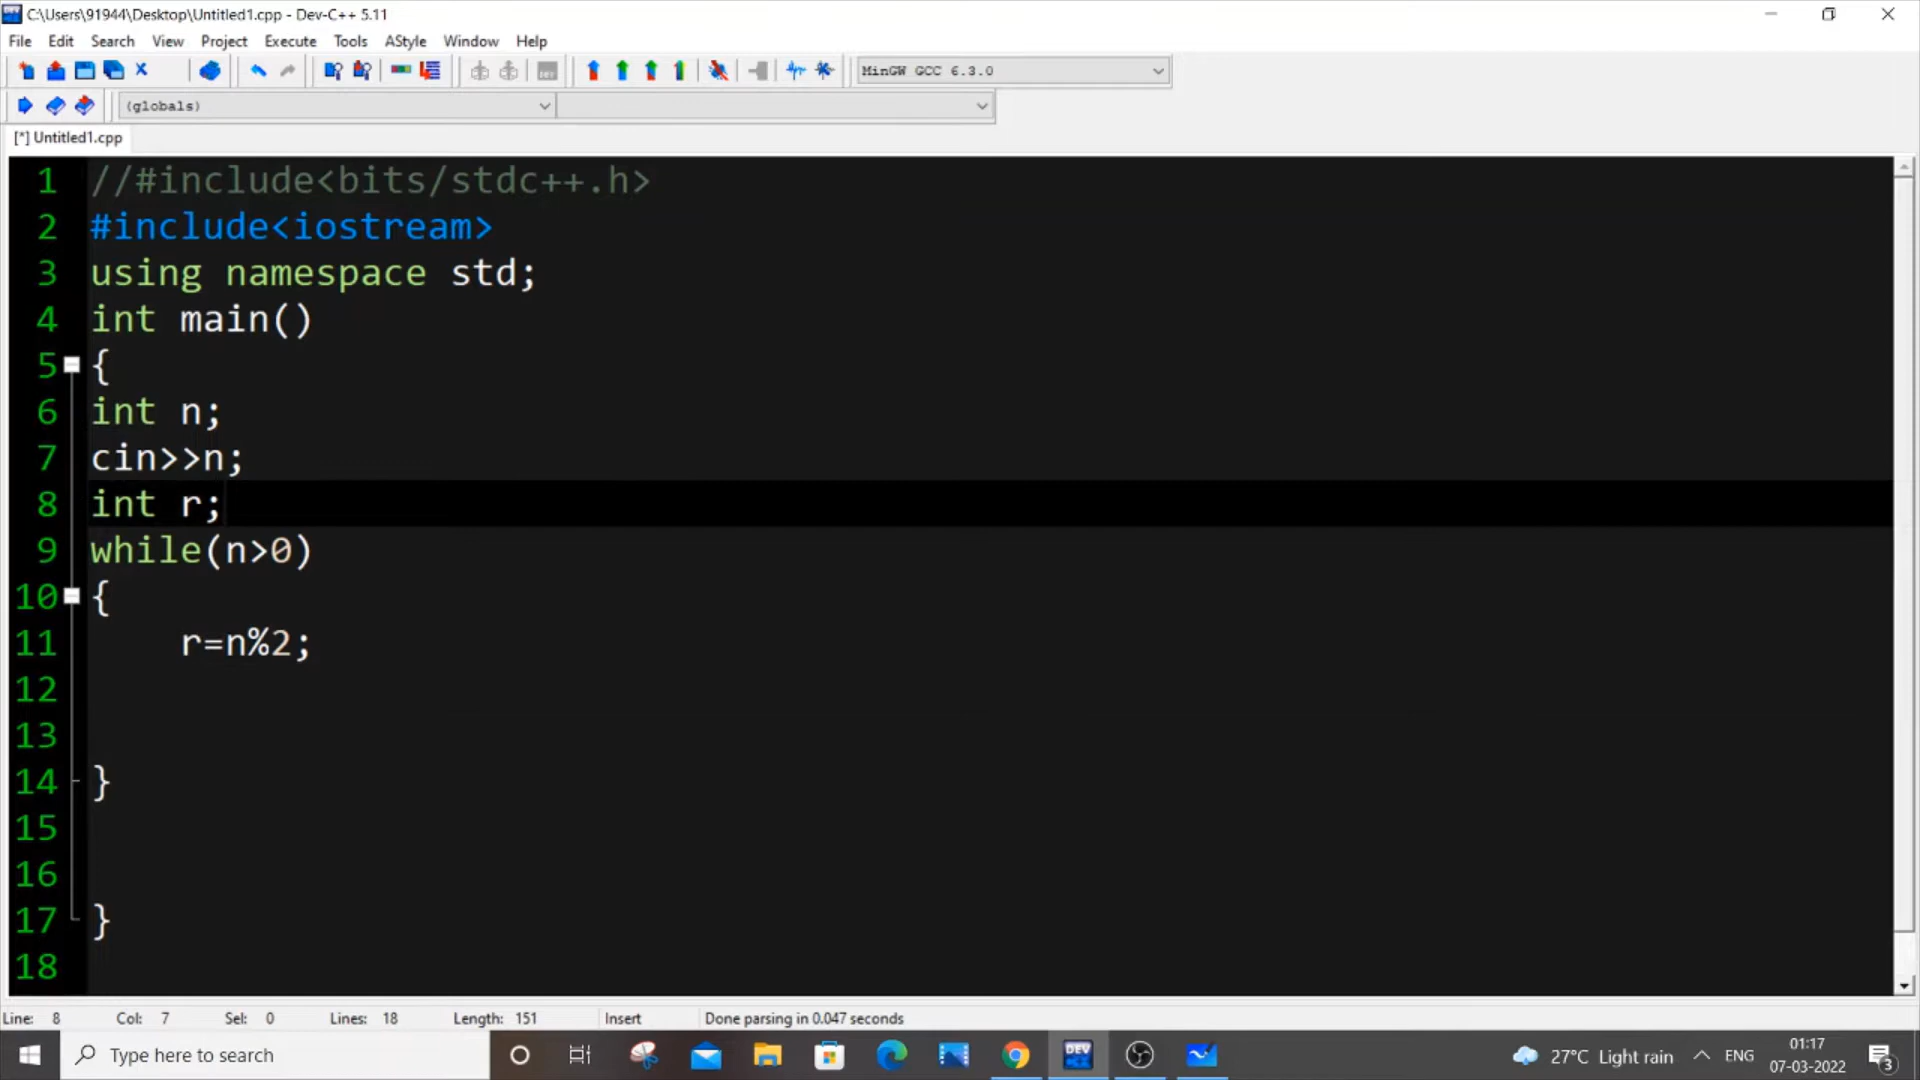 C:\Users\91944\Desktop\Untitled1.cpp - Dev-C++ 5.11
File Edit Search View Project Execute Tools AStyle Window Help
MinGW GCC 6.3.0
(globals)
[*] Untitled1.cpp
1 //#include<bits/stdc++.h>
2 #include<iostream>
3 using namespace std;
4 int main()
5 {
6 int n;
7 cin>>n;
8 int r;
9 while(n>0)
10 {
11 r=n%2;
12
13
14 }
15
16
17 }
18
Line: 8 Col: 7 Sel: 0 Lines: 18 Length: 151 Insert Done parsing in 0.047 seconds
Type here to search
DEV
27°C Light rain
ENG
01:17
07-03-2022
3